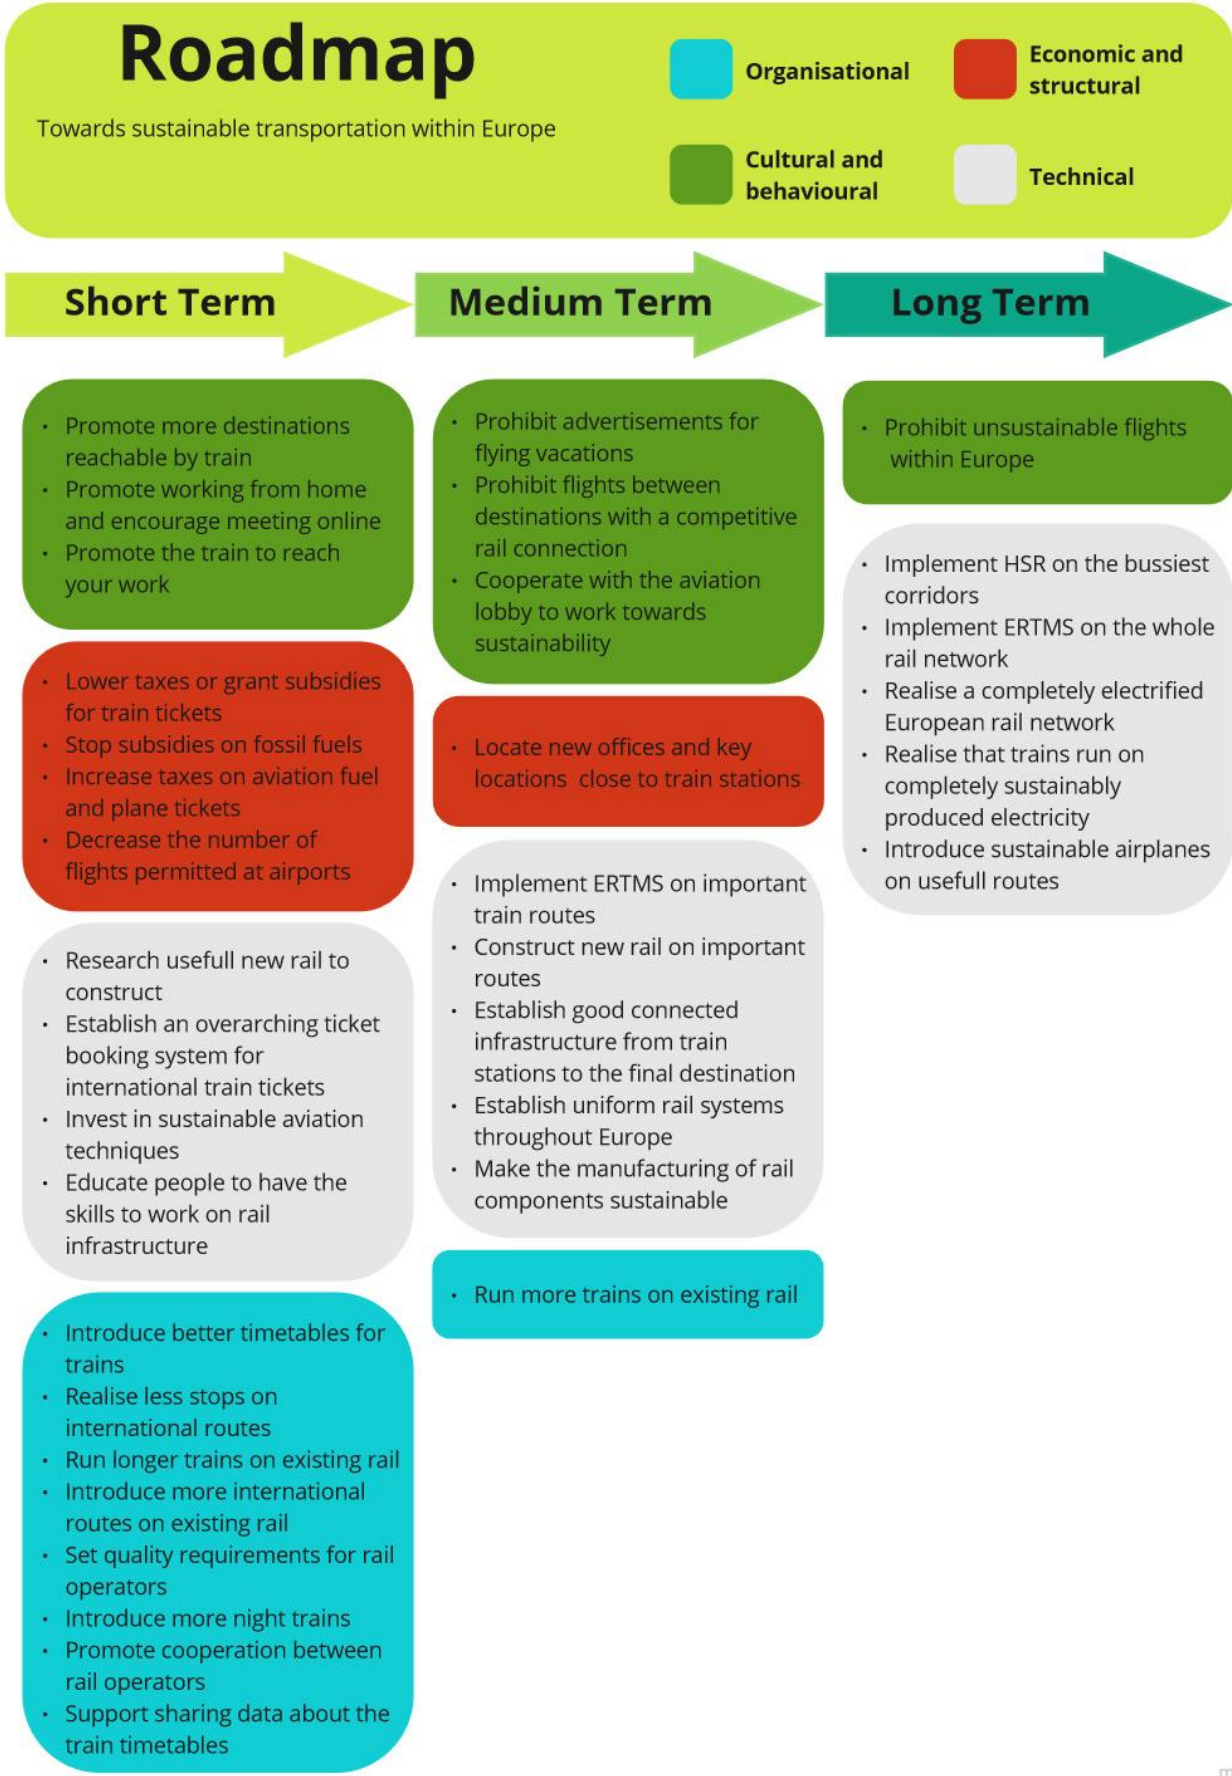 Roadmap
Towards sustainable transportation within Europe
Organisational
Economic and
structural
Cultural and
behavioural
Technical
Short Term
Medium Term
Long Term
• Promote more destinations
reachable by train
• Promote working from home
and encourage meeting online
• Promote the train to reach
your work
• Lower taxes or grant subsidies
for train tickets
• Stop subsidies on fossil fuels
• Increase taxes on aviation fuel
and plane tickets
• Decrease the number of
flights permitted at airports
• Research usefull new rail to
construct
• Establish an overarching ticket
booking system for
international train tickets
• Invest in sustainable aviation
techniques
• Educate people to have the
skills to work on rail
infrastructure
• Introduce better timetables for
trains
• Realise less stops on
international routes
• Run longer trains on existing rail
• Introduce more international
routes on existing rail
• Set quality requirements for rail
operators
• Introduce more night trains
• Promote cooperation between
rail operators
• Support sharing data about the
train timetables
• Prohibit advertisements for
flying vacations
• Prohibit flights between
destinations with a competitive
rail connection
• Cooperate with the aviation
lobby to work towards
sustainability
• Locate new offices and key
locations close to train stations
• Implement ERTMS on important
train routes
• Construct new rail on important
routes
• Establish good connected
infrastructure from train
stations to the final destination
• Establish uniform rail systems
throughout Europe
• Make the manufacturing of rail
components sustainable
• Run more trains on existing rail
• Prohibit unsustainable flights
within Europe
• Implement HSR on the bussiest
corridors
• Implement ERTMS on the whole
rail network
• Realise a completely electrified
European rail network
• Realise that trains run on
completely sustainably
produced electricity
• Introduce sustainable airplanes
on usefull routes